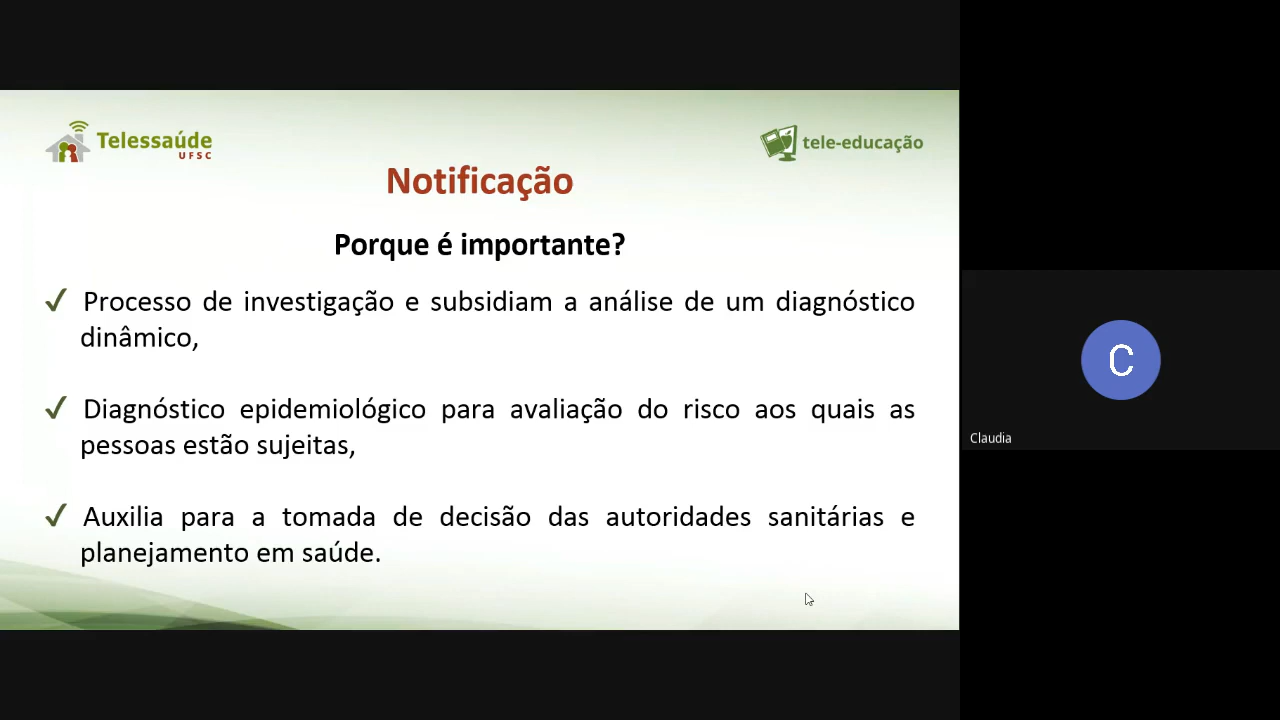 Telessaúde
UFSC
tele-educação
Notificação
Porque é importante?
✓ Processo de investigação e subsidiam a análise de um diagnóstico
dinâmico,
✓ Diagnóstico epidemiológico para avaliação do risco aos quais as
pessoas estão sujeitas,
✓ Auxilia para a tomada de decisão das autoridades sanitárias e
planejamento em saúde.
C
Claudia